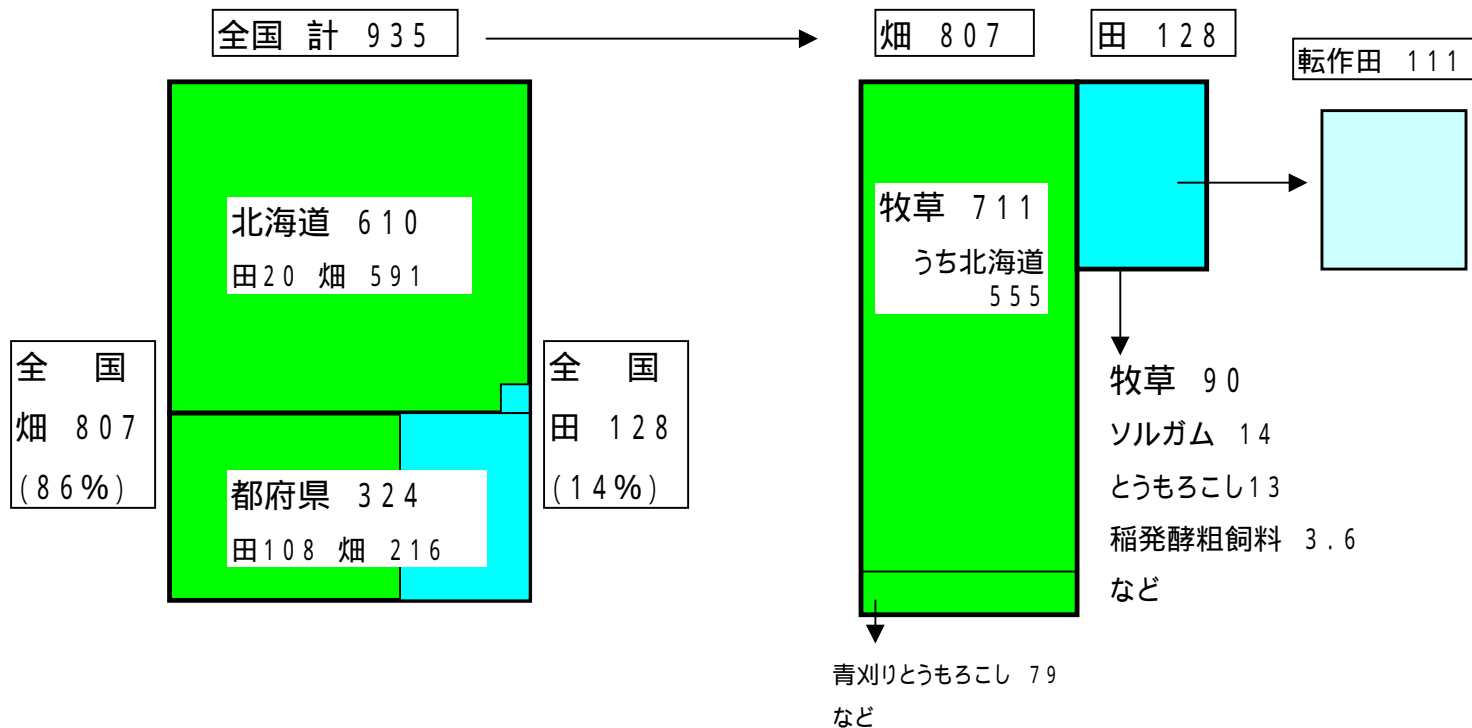 全国 計 935
畑 807
田 128
転作田 111
北海道 610
田20 畑 591
全 国
畑 807
(86%)
全 国
田 128
(14%)
都府県 324
田108 畑 216
牧草 711
うち北海道
555
牧草 90
ソルガム 14
とうもろこし13
稲発酵粗飼料 3.6
など
青刈りとうもろこし 79
など